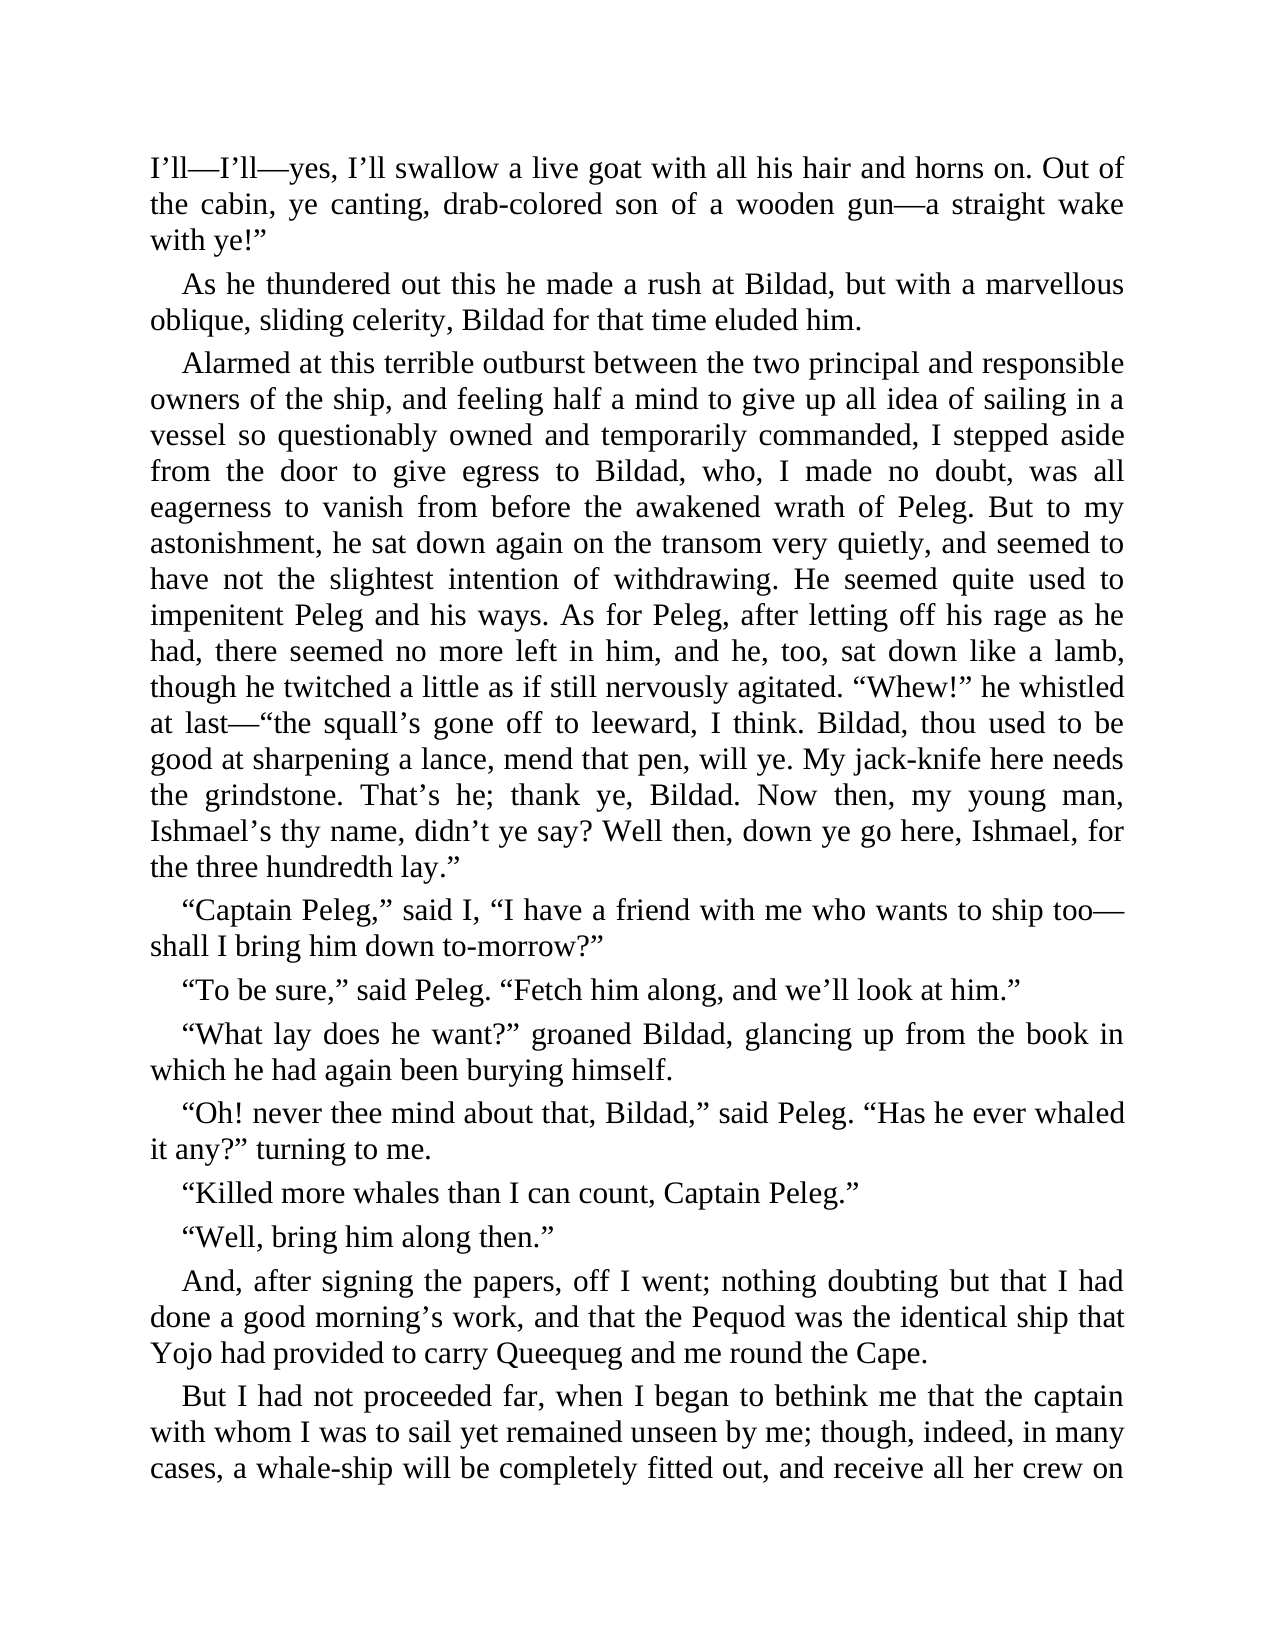 I’ll—I’ll—yes, I’ll swallow a live goat with all his hair and horns on. Out of
the cabin, ye canting, drab-colored son of a wooden gun—a straight wake
with ye!”
As he thundered out this he made a rush at Bildad, but with a marvellous
oblique, sliding celerity, Bildad for that time eluded him.
Alarmed at this terrible outburst between the two principal and responsible
owners of the ship, and feeling half a mind to give up all idea of sailing in a
vessel so questionably owned and temporarily commanded, I stepped aside
from the door to give egress to Bildad, who, I made no doubt, was all
eagerness to vanish from before the awakened wrath of Peleg. But to my
astonishment, he sat down again on the transom very quietly, and seemed to
have not the slightest intention of withdrawing. He seemed quite used to
impenitent Peleg and his ways. As for Peleg, after letting off his rage as he
had, there seemed no more left in him, and he, too, sat down like a lamb,
though he twitched a little as if still nervously agitated. “Whew!” he whistled
at last—“the squall’s gone off to leeward, I think. Bildad, thou used to be
good at sharpening a lance, mend that pen, will ye. My jack-knife here needs
the grindstone. That’s he; thank ye, Bildad. Now then, my young man,
Ishmael’s thy name, didn’t ye say? Well then, down ye go here, Ishmael, for
the three hundredth lay.”
“Captain Peleg,” said I, “I have a friend with me who wants to ship too—
shall I bring him down to-morrow?”
“To be sure,” said Peleg. “Fetch him along, and we’ll look at him.”
“What lay does he want?” groaned Bildad, glancing up from the book in
which he had again been burying himself.
“Oh! never thee mind about that, Bildad,” said Peleg. “Has he ever whaled
it any?” turning to me.
“Killed more whales than I can count, Captain Peleg.”
“Well, bring him along then.”
And, after signing the papers, off I went; nothing doubting but that I had
done a good morning’s work, and that the Pequod was the identical ship that
Yojo had provided to carry Queequeg and me round the Cape.
But I had not proceeded far, when I began to bethink me that the captain
with whom I was to sail yet remained unseen by me; though, indeed, in many
cases, a whale-ship will be completely fitted out, and receive all her crew on